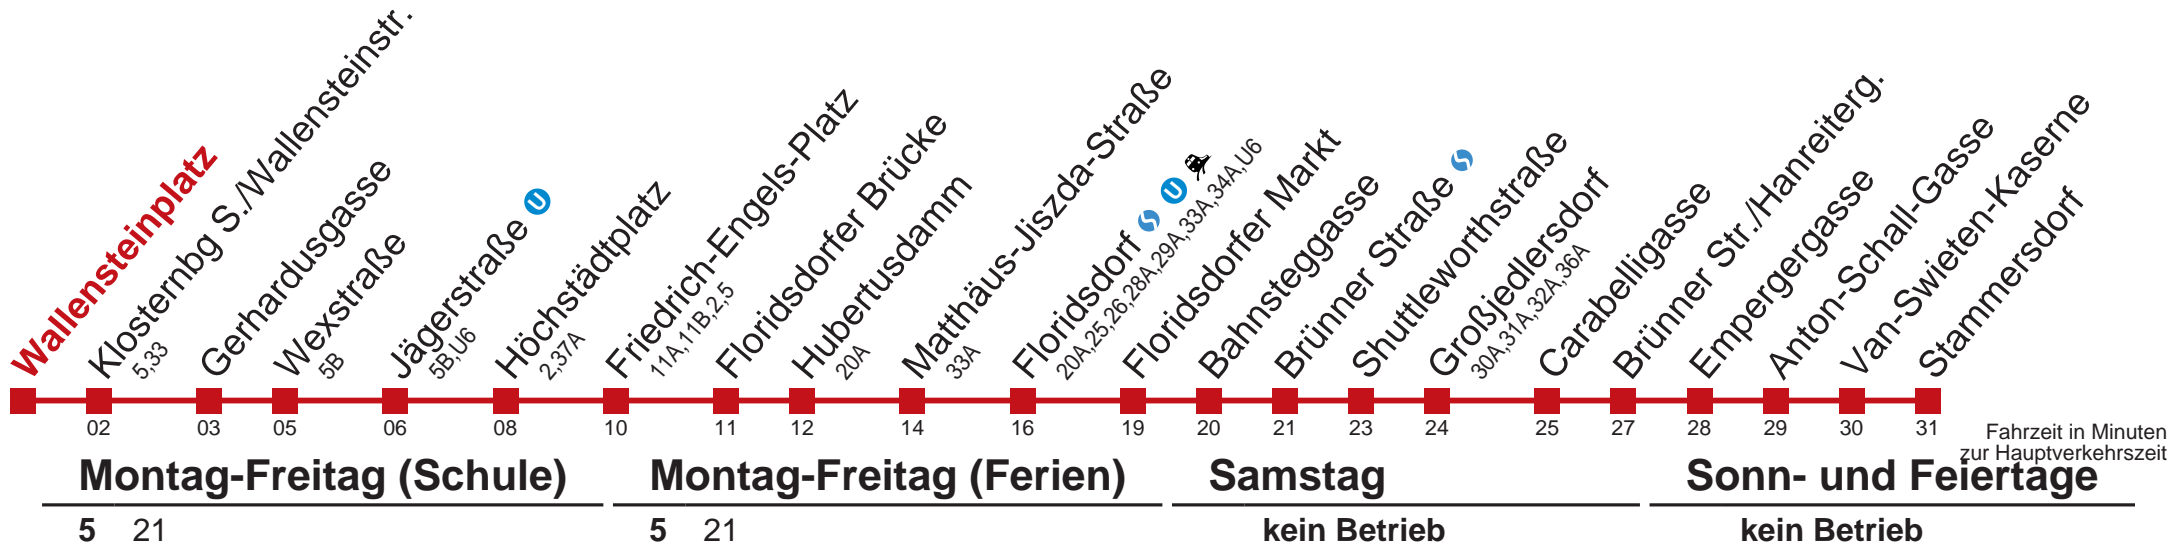 Wallensteinplatz
Klosternbg S./Wallensteinstr.
5,33
Gerhardusgasse
Wexstraße
5B
Jägerstraße U
5B,U6
Höchstädtplatz
2,37A
Friedrich-Engels-Platz
11A,11B,2,5
Floridsdorfer Brücke
Hubertusdamm
20A
Matthäus-Jiszda-Straße
33A
Floridsdorf S U
20A,25,26,28A,29A,33A,34A,U6
Floridsdorfer Markt
Bahnsteggasse
Brünner Straße S
Shuttleworthstraße
Großjedlersdorf
30A,31A,32A,36A
Carabelligasse
Brünner Str./Hanreiterg.
Empergergasse
Anton-Schall-Gasse
Van-Swieten-Kaserne
Stammersdorf
02 03 05 06 08 10 11 12 14 16 19 20 21 23 24 25 27 28 29 30 31
Fahrzeit in Minuten
zur Hauptverkehrszeit
Montag-Freitag (Schule) Montag-Freitag (Ferien) Samstag Sonn- und Feiertage
5 21 5 21 kein Betrieb kein Betrieb